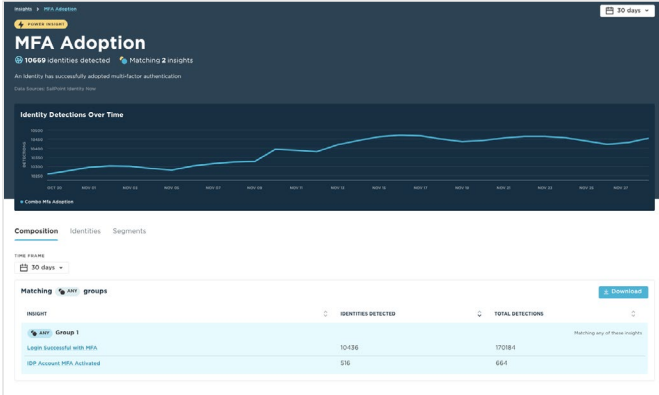 Insights > MFA Adoption
30 days
POWER INSIGHT
MFA Adoption
10669 identities detected Matching 2 insights
An Identity has successfully adopted multi-factor authentication
Data Sources: SailPoint Identity Now
Identity Detections Over Time
DETECTIONS
OCT 30 NOV 01 NOV 03 NOV 05 NOV 07 NOV 09 NOV 11 NOV 13 NOV 15 NOV 17 NOV 19 NOV 21 NOV 23 NOV 25 NOV 27
Combo Mfa Adoption
Composition Identities Segments
TIME FRAME
30 days
Matching ANY groups
Download
INSIGHT IDENTITIES DETECTED TOTAL DETECTIONS
ANY Group 1 Matching any of these insights
Login Successful with MFA 10436 170184
IDP Account MFA Activated 516 664